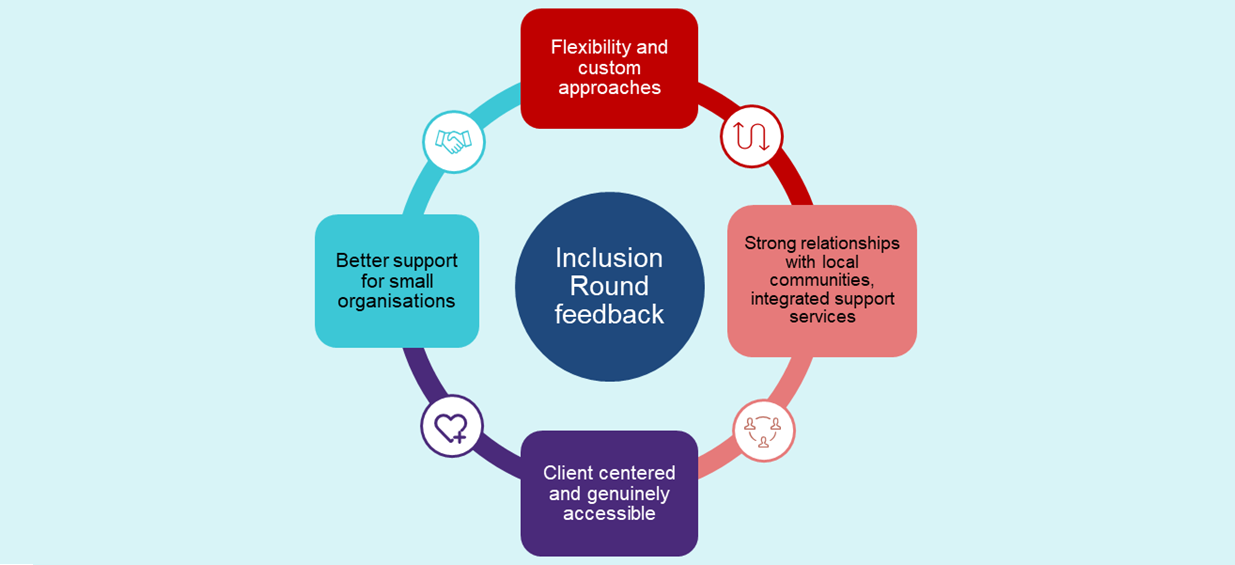 Flexibility and
custom
approaches
Strong relationships
with local
communities,
integrated support
services
Client centered
and genuinely
accessible
Better support
for small
organisations
Inclusion
Round
feedback